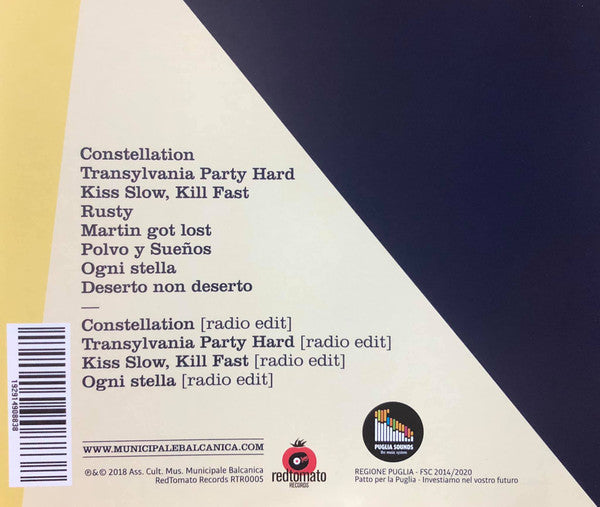 Constellation
Transylvania Party Hard
Kiss Slow, Kill Fast
Rusty
Martin got lost
Polvo y Sueños
Ogni stella
Deserto non deserto
—
Constellation [radio edit]
Transylvania Party Hard [radio edit]
Kiss Slow, Kill Fast [radio edit]
Ogni stella [radio edit]
192914908838
WWW.MUNICIPALEBALCANICA.COM
℗&© 2018 Ass. Cult. Mus. Municipale Balcanica
RedTomato Records RTR0005
redtomato
RECORDS
PUGLIA SOUNDS
the music system
REGIONE PUGLIA - FSC 2014/2020
Patto per la Puglia - Investiamo nel vostro futuro